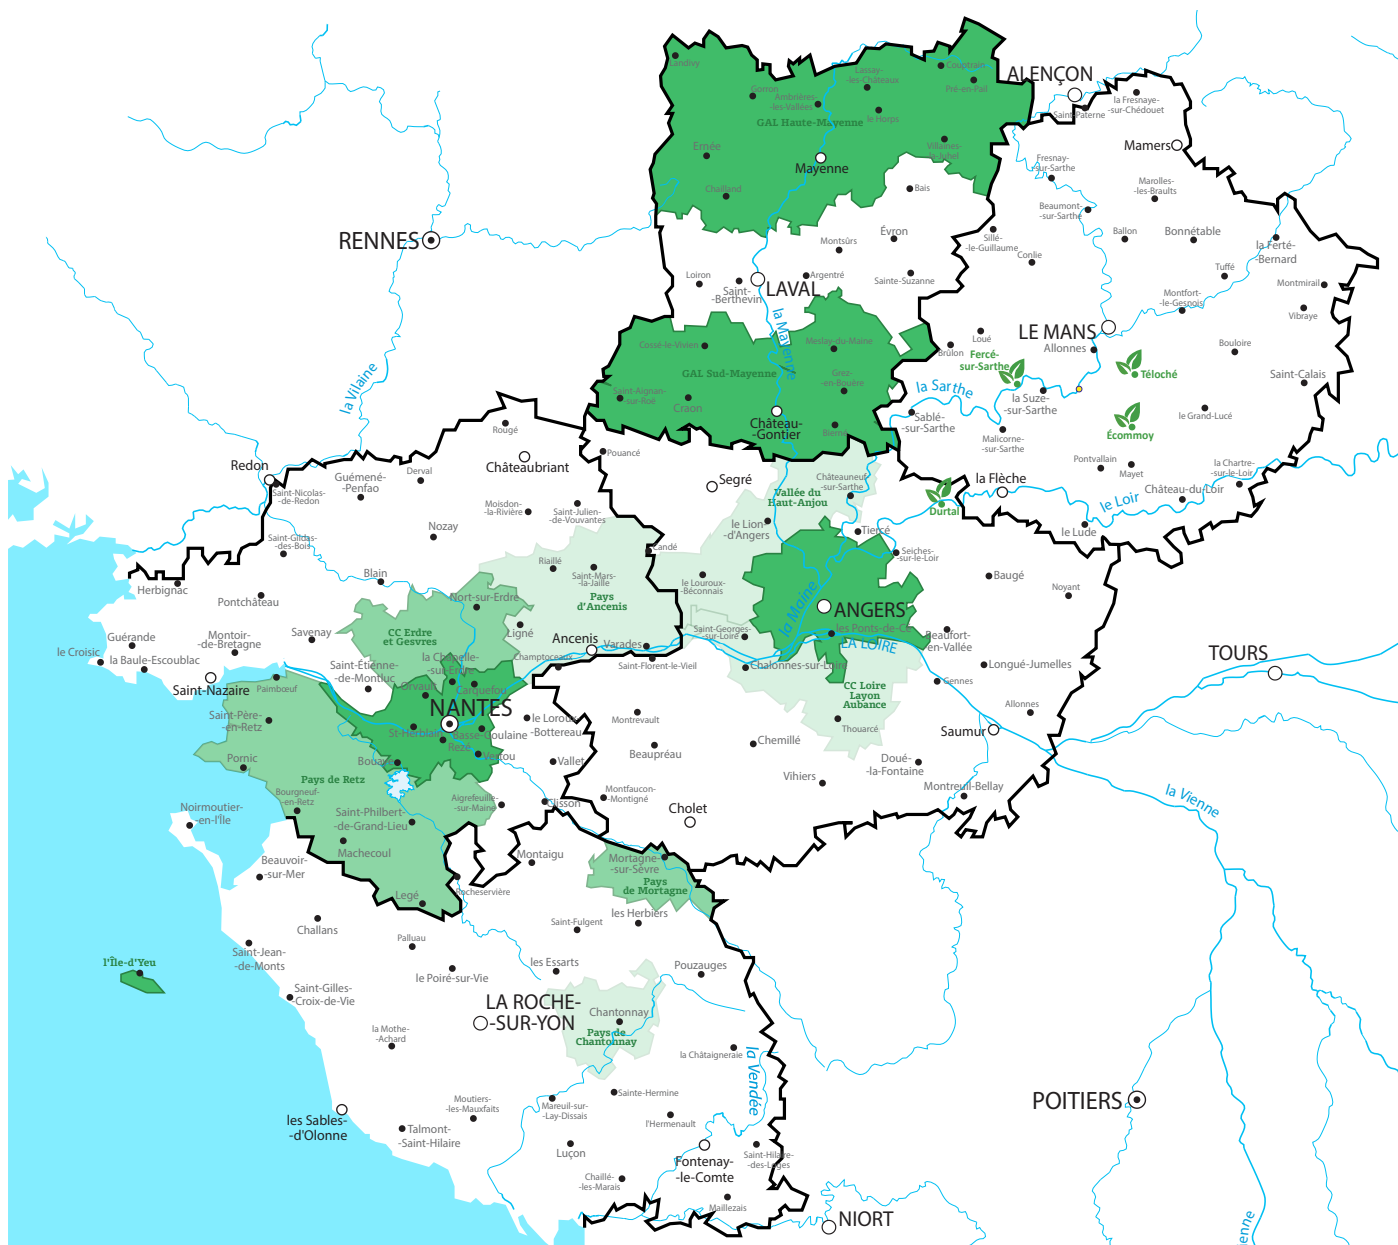 Landivy
Gorron
Ambrières-
-les-Vallées
Lassay-
-les-Châteaux
Couptrain
Pré-en-Pail
le Horps
GAL Haute-Mayenne
Ernée
Villaines-
-la-Juhel
Mayenne
Chailland
Bais
ALENÇON
Saint-Paterne
la Fresnaye-
-sur-Chédouet
Mamers
Fresnay-
-sur-Sarthe
Marolles-
-les-Braults
Beaumont-
-sur-Sarthe
RENNES
Évron
Montsûrs
Sillé-
-le-Guillaume
Conlie
Ballon
Bonnétable
la Ferté-
-Bernard
Loiron
Saint-
-Berthevin
LAVAL
Argentré
Sainte-Suzanne
Tuffé
Montmirail
Montfort-
-le-Gesnois
Vibraye
la Mayenne
LE MANS
Loué
Allonnes
Brûlon
Bouloire
Cossé-le-Vivien
Meslay-du-Maine
Fercé-
sur-Sarthe
Téloché
GAL Sud-Mayenne
Grez-
-en-Bouère
la Sarthe
la Suze-
-sur-Sarthe
Saint-Calais
la Vilaine
Saint-Aignan-
-sur-Roë
Craon
Château-
-Gontier
Bierné
Sablé-
-sur-Sarthe
Malicorne-
-sur-Sarthe
Écommoy
le Grand-Lucé
Rougé
Pouancé
Châteaubriant
Redon
Guémené-
-Penfao
Derval
Saint-Nicolas-
-de-Redon
Segré
Châteauneuf
-sur-Sarthe
Vallée du
Haut-Anjou
Pontvallain
Mayet
la Chartre-
-sur-le-Loir
la Flèche
Château-du-Loir
le Loir
Durtal
Moisdon-
-la-Rivière
Saint-Julien-
-de-Vouvantes
le Lion
-d'Angers
Tiercé
le Lude
Nozay
Saint-Gildas-
-des-Bois
Candé
Seiches-
-sur-le-Loir
Riaillé
Saint-Mars-
-la-Jaille
Blain
le Louroux-
-Béconnais
Baugé
Noyant
Herbignac
Pontchâteau
Nort-sur-Erdre
Pays
d'Ancenis
la Maine
ANGERS
Savenay
CC Erdre
et Gesvres
Ligné
Ancenis
Varades
Saint-Georges-
-sur-Loire
les Ponts-de-Cé
Beaufort-
-en-Vallée
LA LOIRE
Guérande
Montoir-
-de-Bretagne
le Croisic
la Baule-Escoublac
Saint-Étienne-
-de-Montluc
la Chapelle-
-sur-Erdre
Champtoceaux
Saint-Florent-le-Vieil
Chalonnes-sur-Loire
Longué-Jumelles
TOURS
Saint-Nazaire
Paimbœuf
Orvault
Carquefou
CC Loire
Layon
Aubance
Gennes
NANTES
Saint-Père-
-en-Retz
St-Herblain
Basse-Goulaine
le Loroux
-Bottereau
Montrevault
Thouarcé
Allonnes
Saumur
Rezé
Vertou
Chemillé
Beaupréau
Pornic
Bouaye
Vallet
Doué-
-la-Fontaine
Pays de Retz
Vihiers
Montreuil-Bellay
Bourgneuf-
-en-Retz
Aigrefeuille-
-sur-Maine
Clisson
Montfaucon-
-Montigné
Cholet
la Vienne
Noirmoutier-
-en-l'Île
Saint-Philbert-
-de-Grand-Lieu
Machecoul
Montaigu
Mortagne-
-sur-Sèvre
Beauvoir-
-sur-Mer
Legé
Rocheservière
Pays
de Mortagne
les Herbiers
Saint-Fulgent
Challans
Palluau
l'Île-d'Yeu
Saint-Jean-
-de-Monts
le Poiré-sur-Vie
les Essarts
Pouzauges
Saint-Gilles-
-Croix-de-Vie
LA ROCHE-
-SUR-YON
Chantonnay
Pays de
Chantonnay
la Mothe-
-Achard
la Châtaigneraie
la Vendée
Sainte-Hermine
Moutiers-
-les-Mauxfaits
Mareuil-sur-
-Lay-Dissais
l'Hermenault
POITIERS
les Sables-
-d'Olonne
Talmont-
-Saint-Hilaire
Luçon
Fontenay-
-le-Comte
Saint-Hilaire-
-des-Loges
Chaillé-
-les-Marais
Maillezais
NIORT